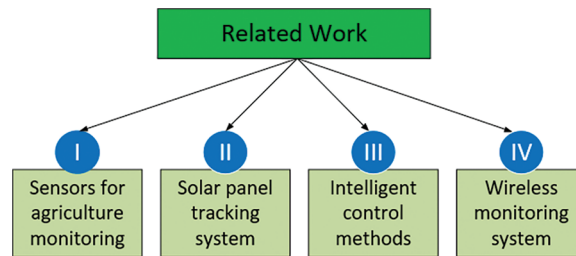 Related Work
I
II
III
IV
Sensors for
agriculture
monitoring
Solar panel
tracking
system
Intelligent
control
methods
Wireless
monitoring
system